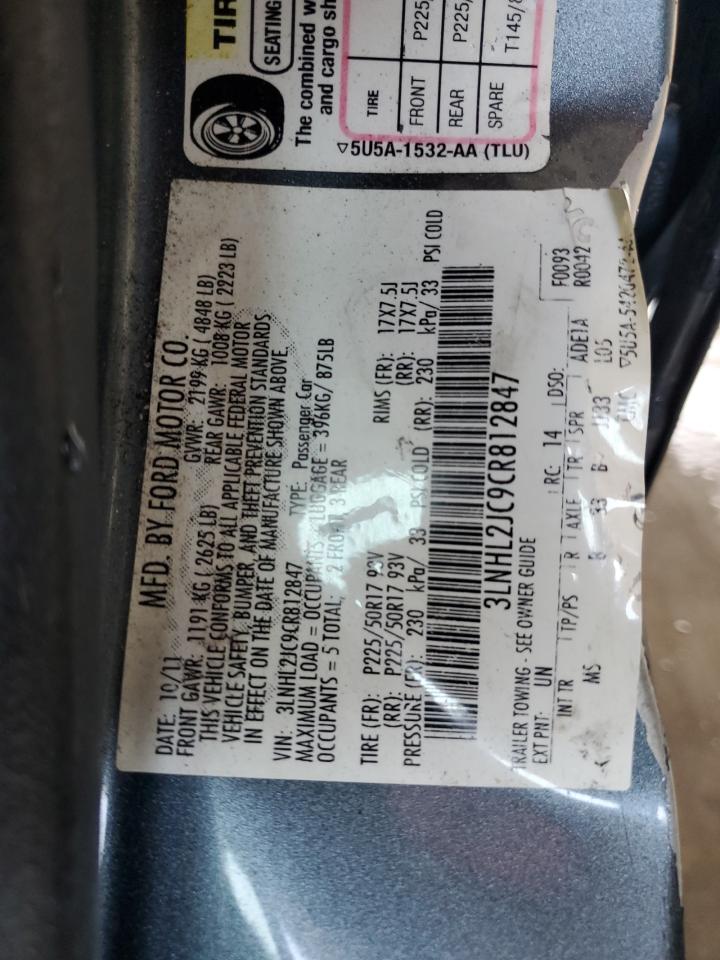 TIR
SEATING
The combined w
and cargo sh
TIRE
FRONT P225,
REAR P225,
SPARE T145/8
▽5U5A-1532-AA (TLU)
MFD. BY FORD MOTOR CO.
DATE: 10/11 GVWR: 2199 KG ( 4848 LB)
FRONT GAWR: 1191 KG ( 2625 LB) REAR GAWR: 1008 KG ( 2223 LB)
THIS VEHICLE CONFORMS TO ALL APPLICABLE FEDERAL MOTOR
VEHICLE SAFETY, BUMPER, AND THEFT PREVENTION STANDARDS
IN EFFECT ON THE DATE OF MANUFACTURE SHOWN ABOVE.
VIN: 3LNHL2JC9CR812847 TYPE: Passenger Car
MAXIMUM LOAD = OCCUPANTS + LUGGAGE = 396KG/ 875LB
OCCUPANTS = 5 TOTAL; 2 FRONT, 3 REAR
TIRE (FR): P225/50R17 93V RIMS (FR): 17X7.5J
(RR): P225/50R17 93V (RR): 17X7.5J
PRESSURE (FR): 230 kPa/ 33 PSI COLD (RR): 230 kPa/ 33 PSI COLD
3LNHL2JC9CR812847
TRAILER TOWING - SEE OWNER GUIDE F0093
EXT PNT: UN RC: 14 DSO: R0042
INT TR TP/PS R AXLE TR SPR ADE1A
MS 33 B L05